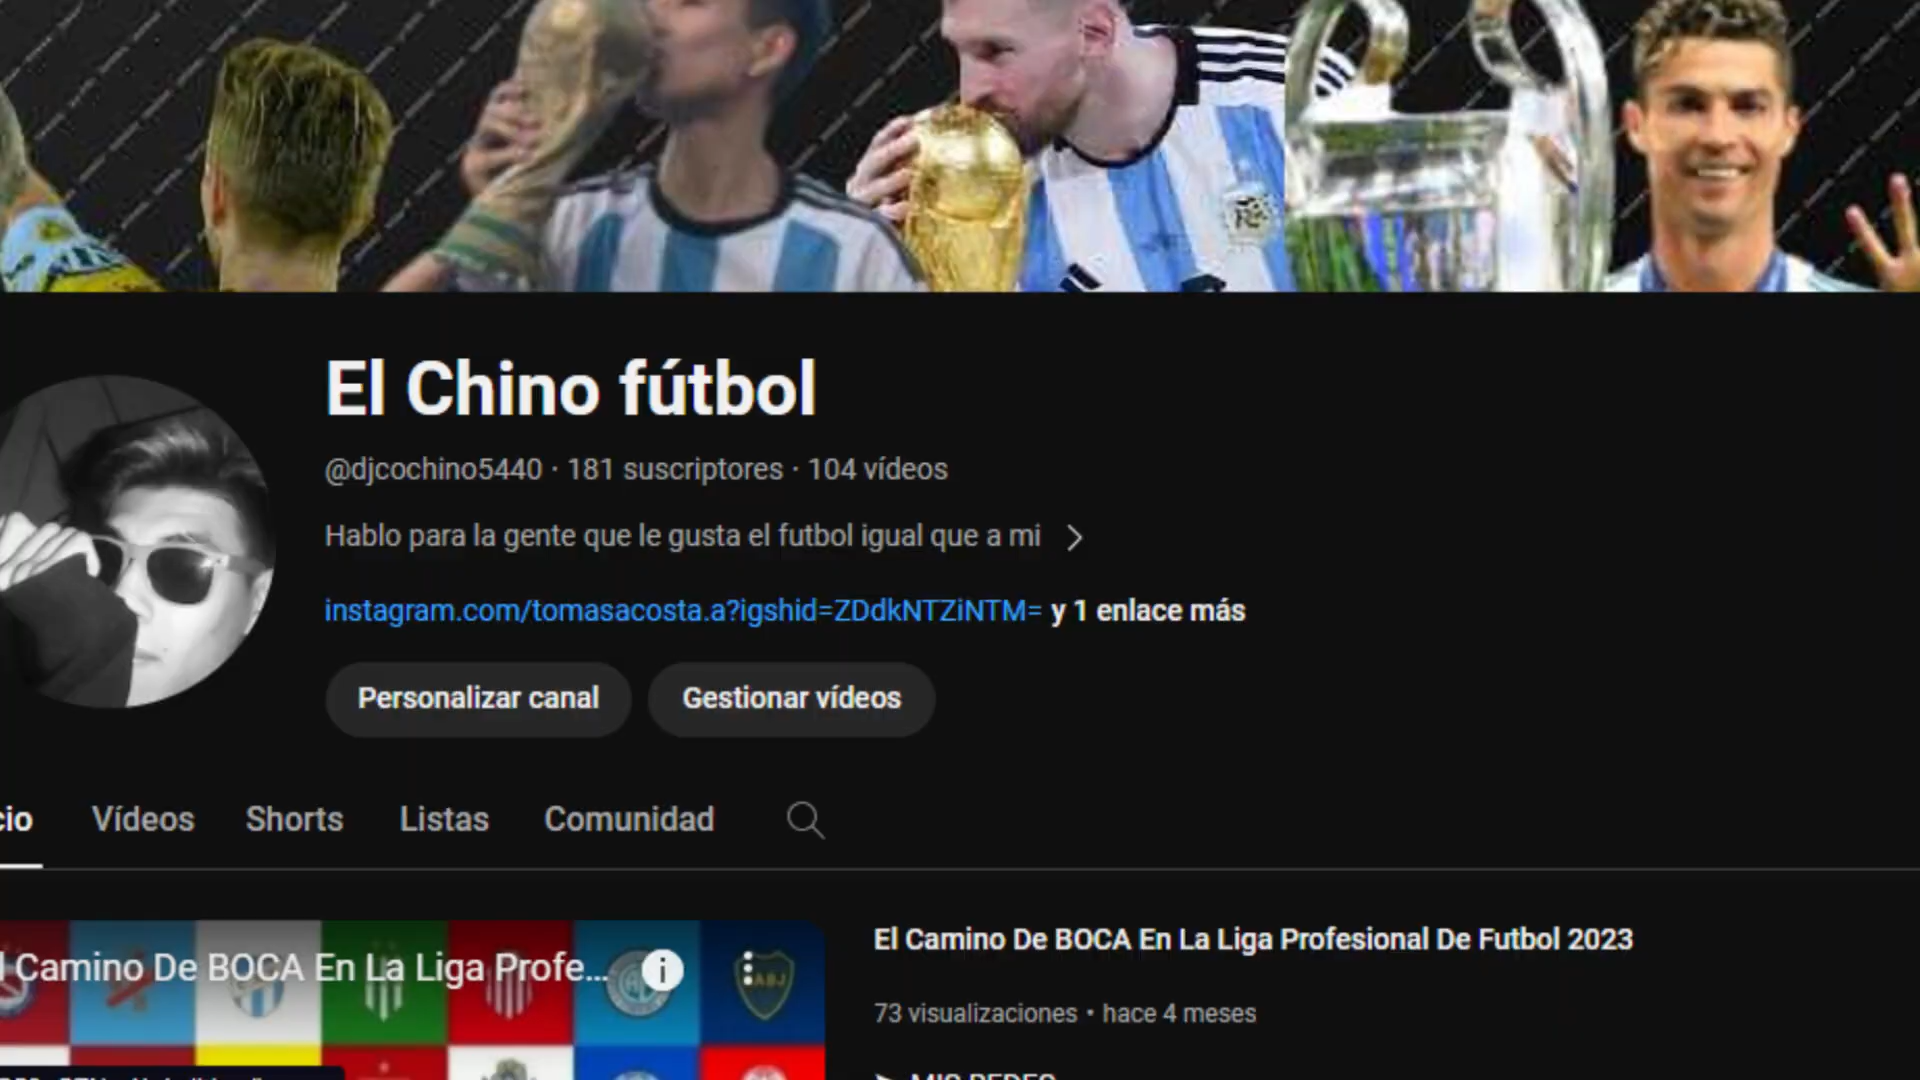 El Chino fútbol
@djcochino5440 · 181 suscriptores · 104 vídeos
Hablo para la gente que le gusta el futbol igual que a mi
instagram.com/tomasacosta.a?igshid=ZDdkNTZiNTM= y 1 enlace más
Personalizar canal Gestionar vídeos
cio Vídeos Shorts Listas Comunidad
Camino De BOCA En La Liga Profe...
El Camino De BOCA En La Liga Profesional De Futbol 2023
73 visualizaciones • hace 4 meses
➤ MIS REDES